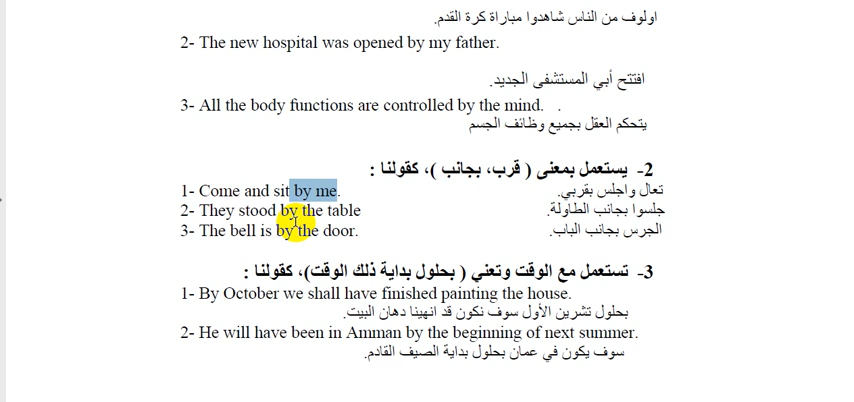 اولوف من الناس شاهدوا مباراة كرة القدم.
2- The new hospital was opened by my father.
افتتح أبي المستشفى الجديد.
3- All the body functions are controlled by the mind. .
يتحكم العقل بجميع وظائف الجسم
2- يستعمل بمعنى ( قرب، بجانب )، كقولنا :
1- Come and sit by me. تعال واجلس بقربي.
2- They stood by the table جلسوا بجانب الطاولة.
3- The bell is by the door. الجرس بجانب الباب.
3- تستعمل مع الوقت وتعني ( بحلول بداية ذلك الوقت)، كقولنا :
1- By October we shall have finished painting the house.
بحلول تشرين الأول سوف نكون قد انهينا دهان البيت.
2- He will have been in Amman by the beginning of next summer.
سوف يكون في عمان بحلول بداية الصيف القادم.